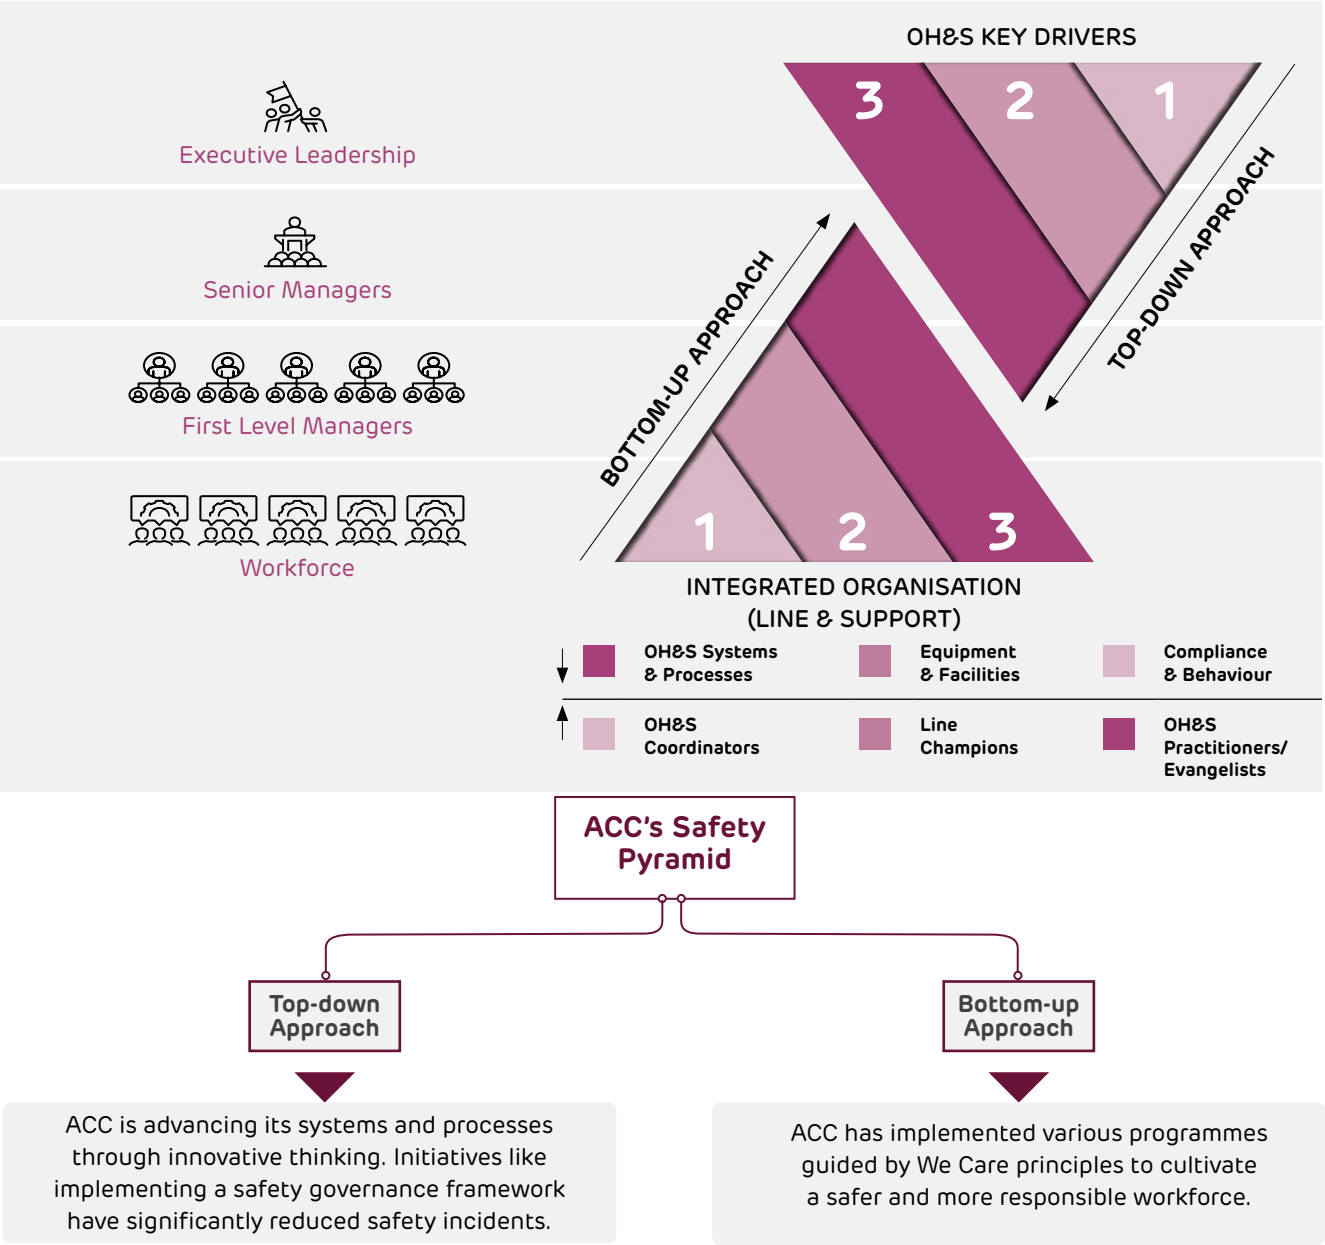 OH&S KEY DRIVERS
3 2 1
Executive Leadership
Senior Managers
First Level Managers
Workforce
BOTTOM-UP APPROACH
TOP-DOWN APPROACH
1 2 3
INTEGRATED ORGANISATION
(LINE & SUPPORT)
OH&S Systems
& Processes
Equipment
& Facilities
Compliance
& Behaviour
OH&S
Coordinators
Line
Champions
OH&S
Practitioners/
Evangelists
ACC’s Safety
Pyramid
Top-down
Approach
ACC is advancing its systems and processes
through innovative thinking. Initiatives like
implementing a safety governance framework
have significantly reduced safety incidents.
Bottom-up
Approach
ACC has implemented various programmes
guided by We Care principles to cultivate
a safer and more responsible workforce.